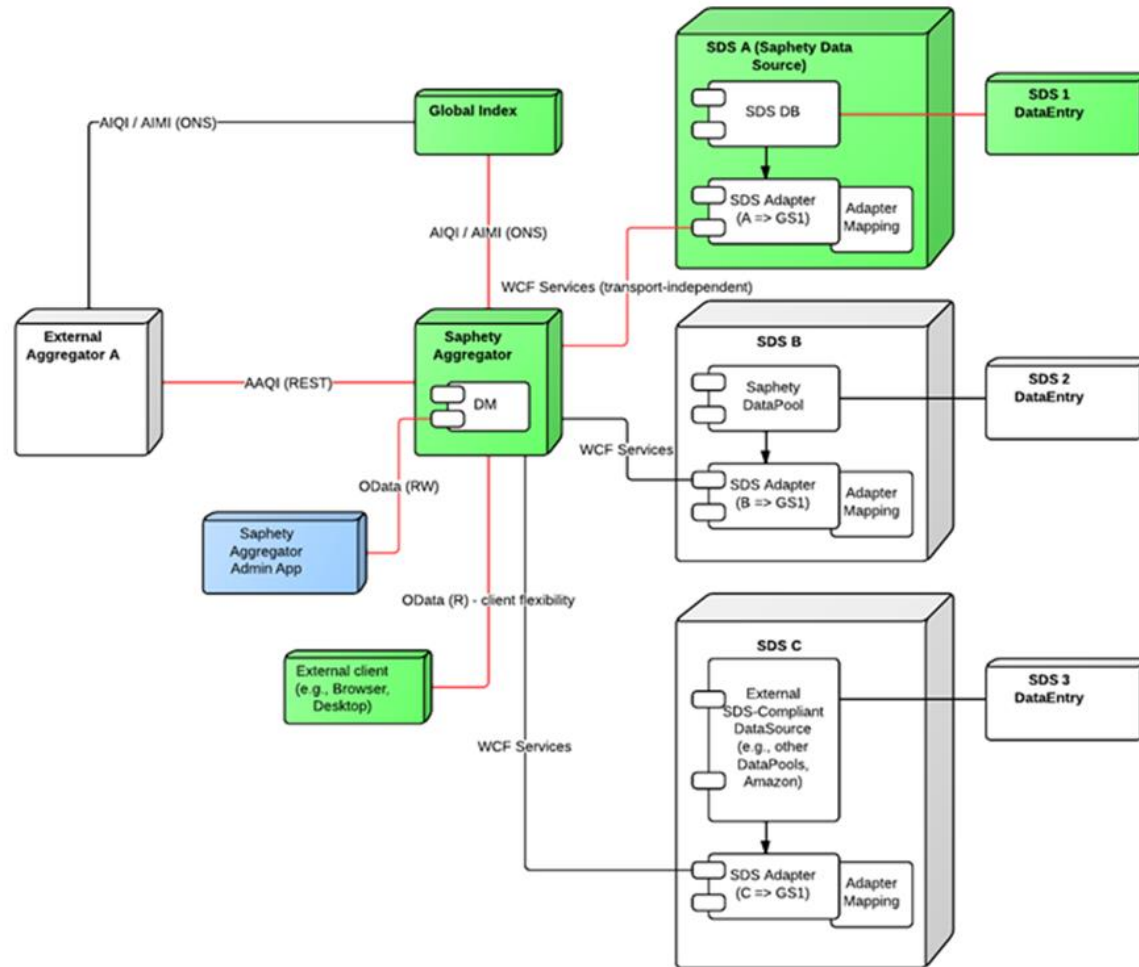 SDS A (Saphety Data
Source)
SDS DB
SDS Adapter
(A => GS1)
Adapter
Mapping
SDS 1
DataEntry
Global Index
AIQI / AIMI (ONS)
AIQI / AIMI (ONS)
WCF Services (transport-independent)
External
Aggregator A
Saphety
Aggregator
DM
AAQI (REST)
SDS B
Saphety
DataPool
SDS Adapter
(B => GS1)
Adapter
Mapping
SDS 2
DataEntry
WCF Services
OData (RW)
Saphety
Aggregator
Admin App
OData (R) - client flexibility
External client
(e.g., Browser,
Desktop)
WCF Services
SDS C
External
SDS-Compliant
DataSource
(e.g., other
DataPools,
Amazon)
SDS Adapter
(C => GS1)
Adapter
Mapping
SDS 3
DataEntry